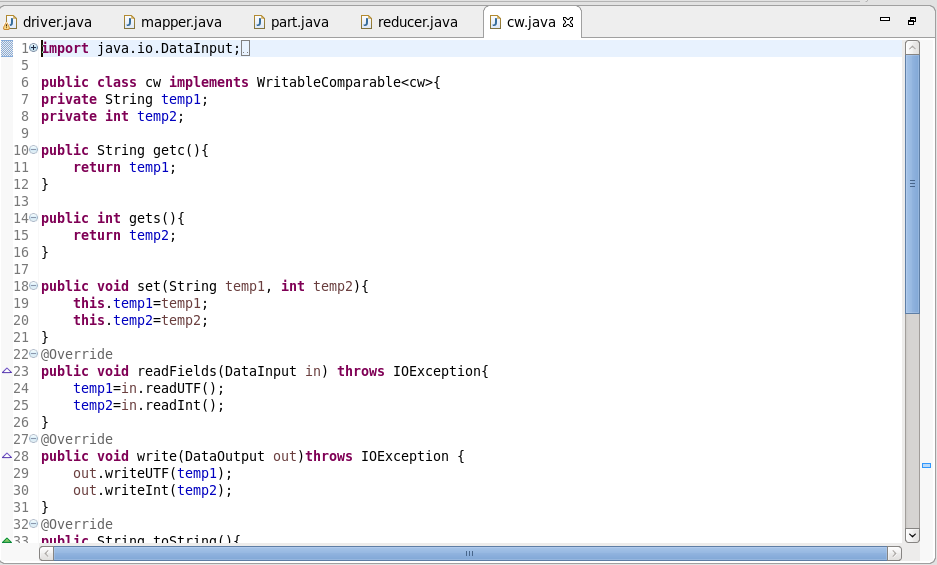 driver.java mapper.java part.java reducer.java cw.java
1 import java.io.DataInput;
5
6 public class cw implements WritableComparable<cw>{
7 private String temp1;
8 private int temp2;
9
10 public String getc(){
11     return temp1;
12 }
13
14 public int gets(){
15     return temp2;
16 }
17
18 public void set(String temp1, int temp2){
19     this.temp1=temp1;
20     this.temp2=temp2;
21 }
22 @Override
23 public void readFields(DataInput in) throws IOException{
24     temp1=in.readUTF();
25     temp2=in.readInt();
26 }
27 @Override
28 public void write(DataOutput out)throws IOException {
29     out.writeUTF(temp1);
30     out.writeInt(temp2);
31 }
32 @Override
33 public String toString(){